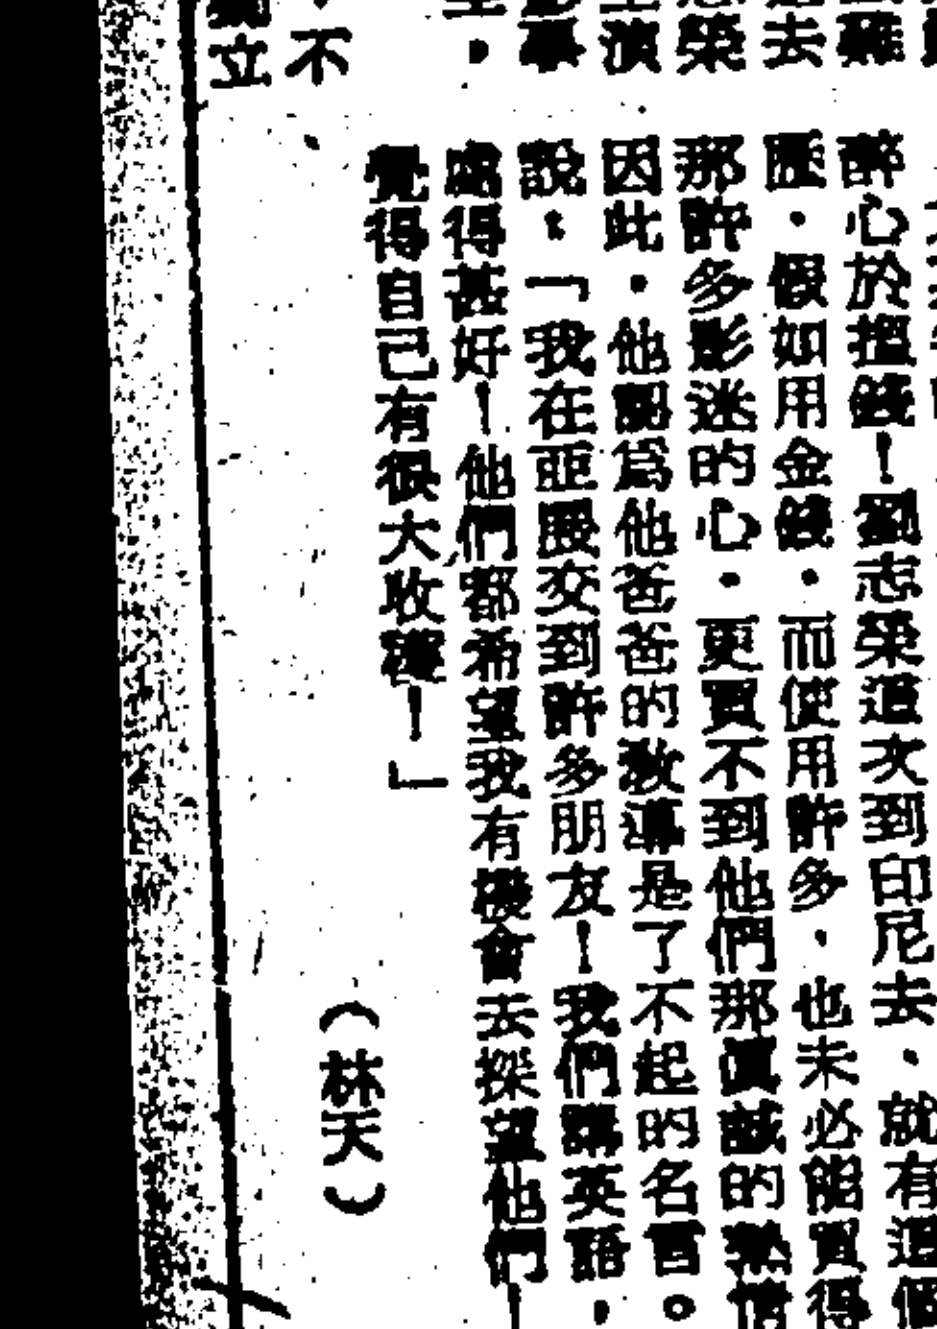 難
去
榮
演
學
，
不
立
醉心於搵錢！劉志榮這次到印尼去，就有這個
歷。假如用金錢，而使用許多，也未必能買得
那許多影迷的心，更買不到他們那真誠的熱情
因此，他認為他爸爸的教導是了不起的名言。
說：「我在亞展交到許多朋友！我們講英語，
處得甚好！他們都希望我有機會去探望他們！
覺得自己有很大收穫！」
（林天）